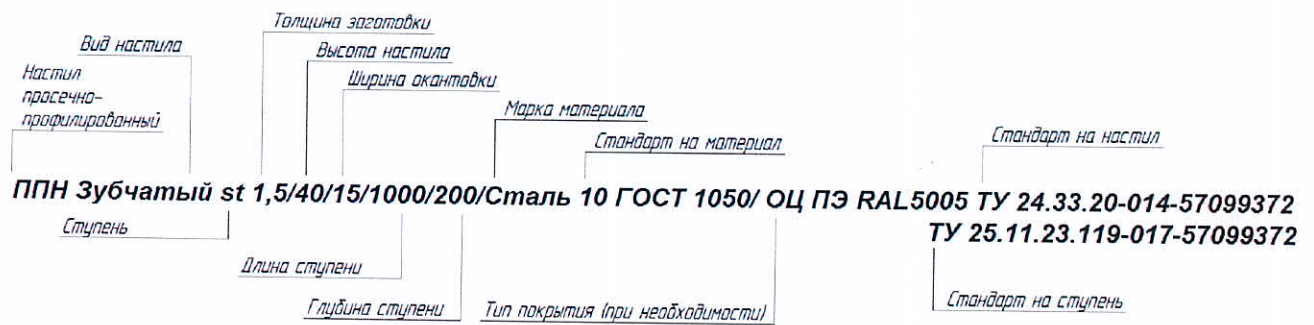 Толщина заготовки
Вид настила
Высота настила
Настил
просечно-
профилированный
Ширина окантовки
Марка материала
Стандарт на материал
Стандарт на настил
ППН Зубчатый st 1,5/40/15/1000/200/Сталь 10 ГОСТ 1050/ ОЦ ПЭ RAL5005 ТУ 24.33.20-014-57099372
ТУ 25.11.23.119-017-57099372
Ступень
Длина ступени
Глубина ступени
Тип покрытия (при необходимости)
Стандарт на ступень